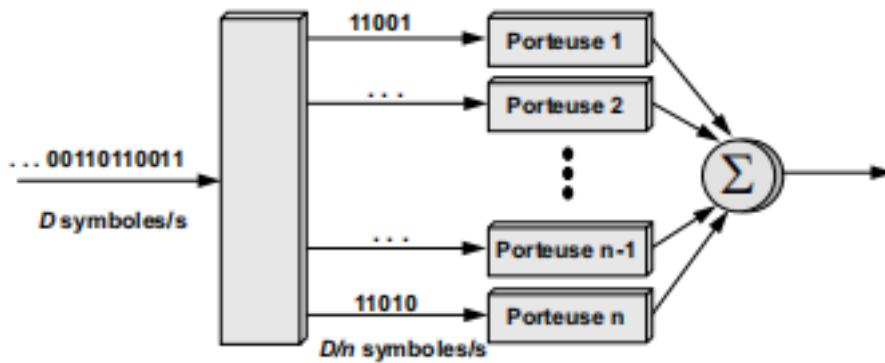 11001
Porteuse 1
. . .
Porteuse 2
. . . 00110110011
D symboles/s
Σ
. . .
Porteuse n-1
11010
Porteuse n
D/n symboles/s